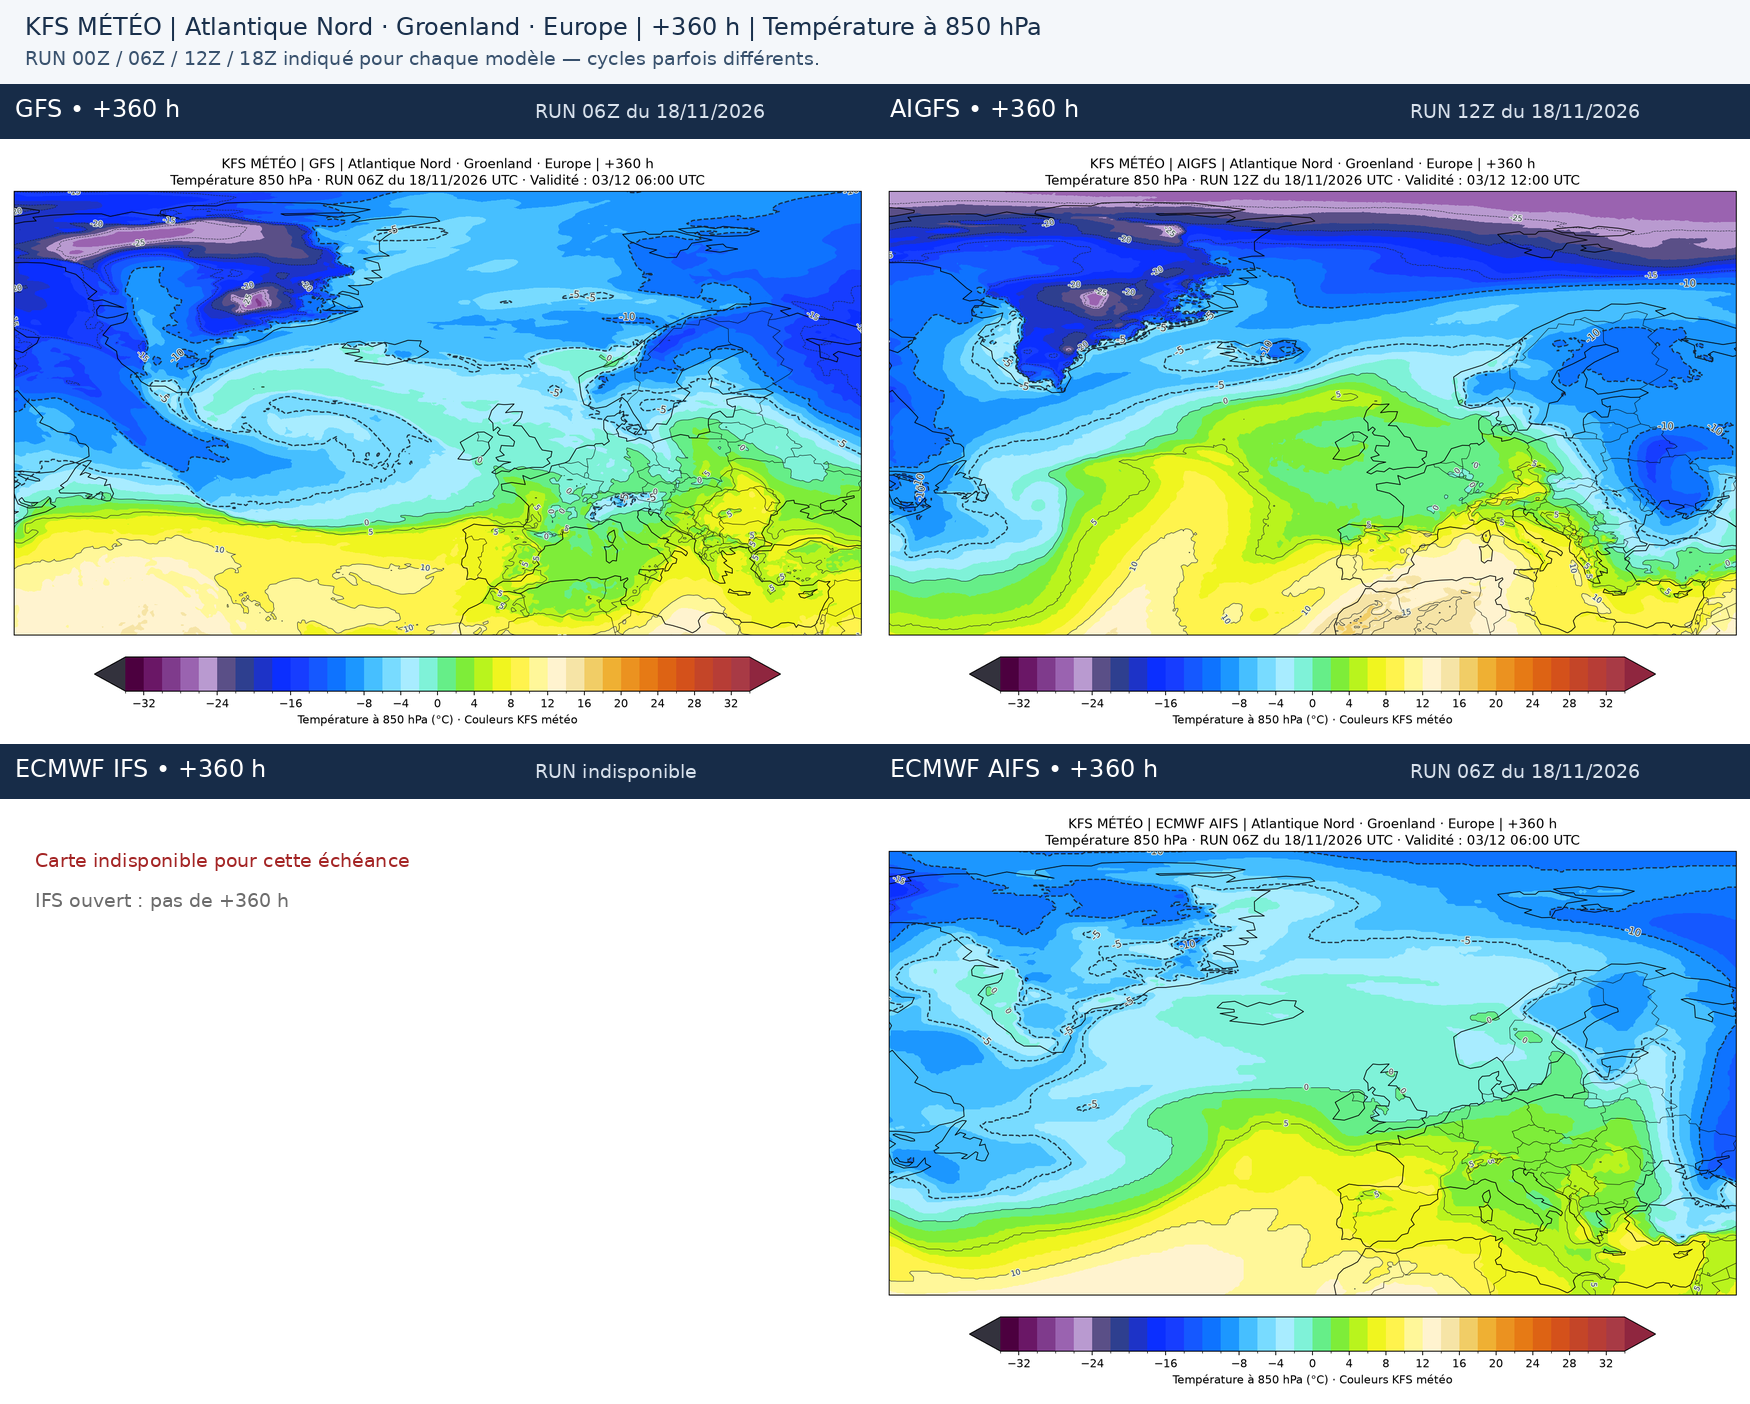 KFS MÉTÉO | Atlantique Nord · Groenland · Europe | +360 h | Température à 850 hPa
RUN 00Z / 06Z / 12Z / 18Z indiqué pour chaque modèle — cycles parfois différents.
GFS • +360 h
RUN 06Z du 18/11/2026
AIGFS • +360 h
RUN 12Z du 18/11/2026
KFS MÉTÉO | GFS | Atlantique Nord · Groenland · Europe | +360 h
Température 850 hPa · RUN 06Z du 18/11/2026 UTC · Validité : 03/12 06:00 UTC
KFS MÉTÉO | AIGFS | Atlantique Nord · Groenland · Europe | +360 h
Température 850 hPa · RUN 12Z du 18/11/2026 UTC · Validité : 03/12 12:00 UTC
−32 −24 −16 −8 −4 0 4 8 12 16 20 24 28 32
Température à 850 hPa (°C) · Couleurs KFS météo
−32 −24 −16 −8 −4 0 4 8 12 16 20 24 28 32
Température à 850 hPa (°C) · Couleurs KFS météo
ECMWF IFS • +360 h
RUN indisponible
ECMWF AIFS • +360 h
RUN 06Z du 18/11/2026
Carte indisponible pour cette échéance
IFS ouvert : pas de +360 h
KFS MÉTÉO | ECMWF AIFS | Atlantique Nord · Groenland · Europe | +360 h
Température 850 hPa · RUN 06Z du 18/11/2026 UTC · Validité : 03/12 06:00 UTC
−32 −24 −16 −8 −4 0 4 8 12 16 20 24 28 32
Température à 850 hPa (°C) · Couleurs KFS météo